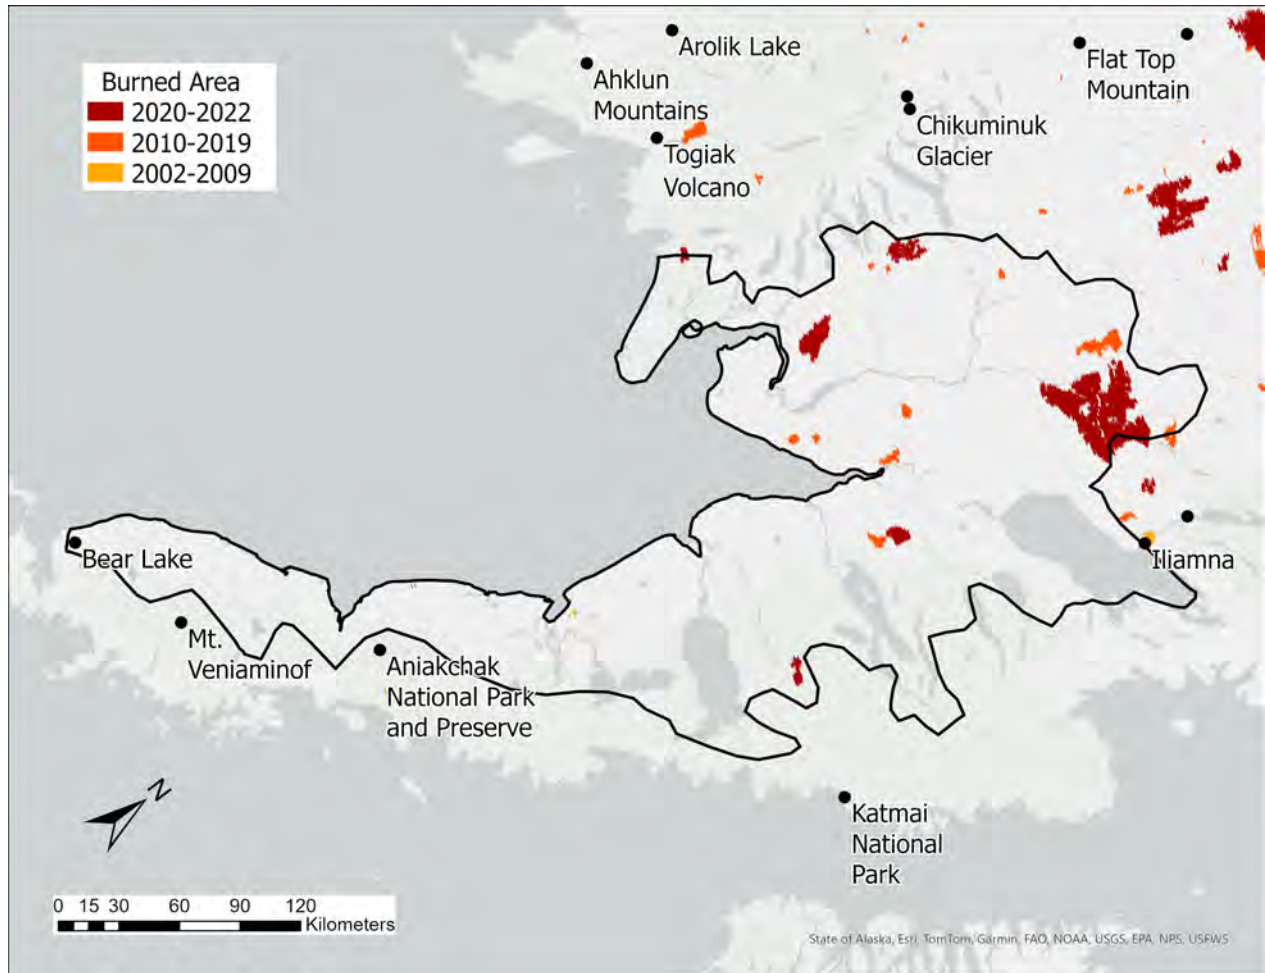 Burned Area
2020-2022
2010-2019
2002-2009
Arolik Lake
Ahklun
Mountains
Togiak
Volcano
Chikuminuk
Glacier
Flat Top
Mountain
Bear Lake
Mt.
Veniaminof
Aniakchak
National Park
and Preserve
Iliamna
Katmai
National
Park
N
0 15 30 60 90 120
Kilometers
State of Alaska, Esri, TomTom, Garmin, FAO, NOAA, USGS, EPA, NPS, USFWS